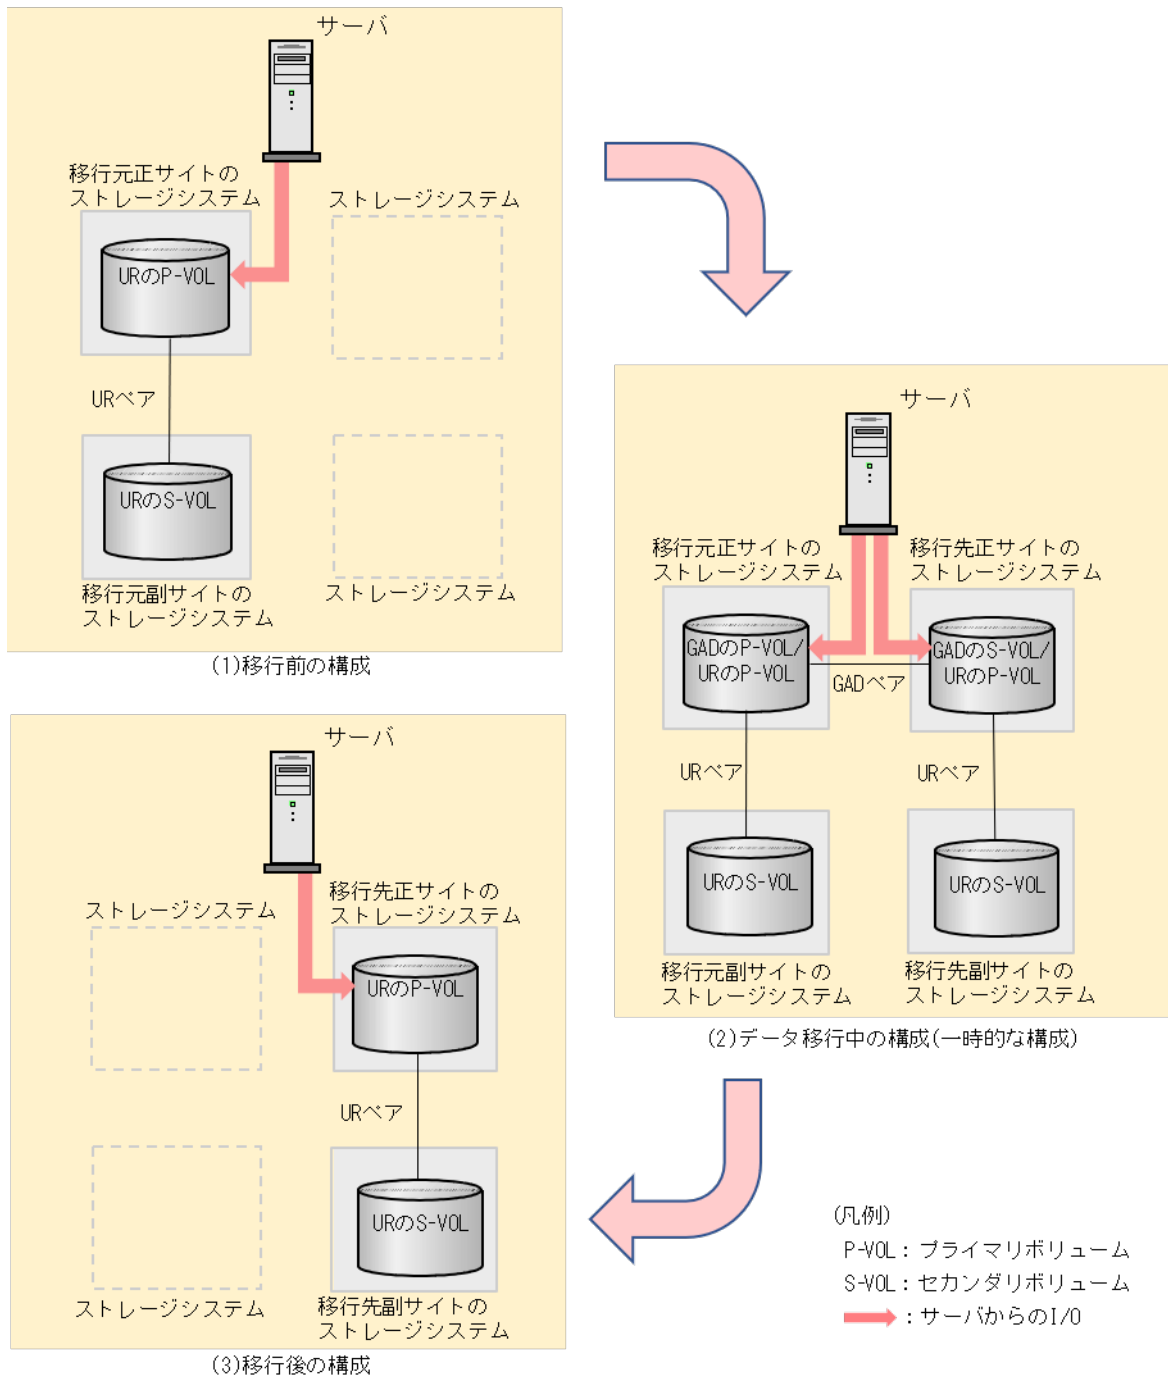 サーバ
移行元正サイトの
ストレージシステム
ストレージシステム
URのP-VOL
URペア
URのS-VOL
移行元副サイトの
ストレージシステム
ストレージシステム
(1)移行前の構成
サーバ
移行元正サイトの
ストレージシステム
移行先正サイトの
ストレージシステム
GADのP-VOL/
URのP-VOL
GADのS-VOL/
URのP-VOL
GADペア
URペア
URペア
URのS-VOL
URのS-VOL
移行元副サイトの
ストレージシステム
移行先副サイトの
ストレージシステム
(2)データ移行中の構成(一時的な構成)
サーバ
ストレージシステム
移行先正サイトの
ストレージシステム
URのP-VOL
URペア
URのS-VOL
ストレージシステム
移行先副サイトの
ストレージシステム
(3)移行後の構成
(凡例)
P-VOL：プライマリボリューム
S-VOL：セカンダリボリューム
：サーバからのI/O